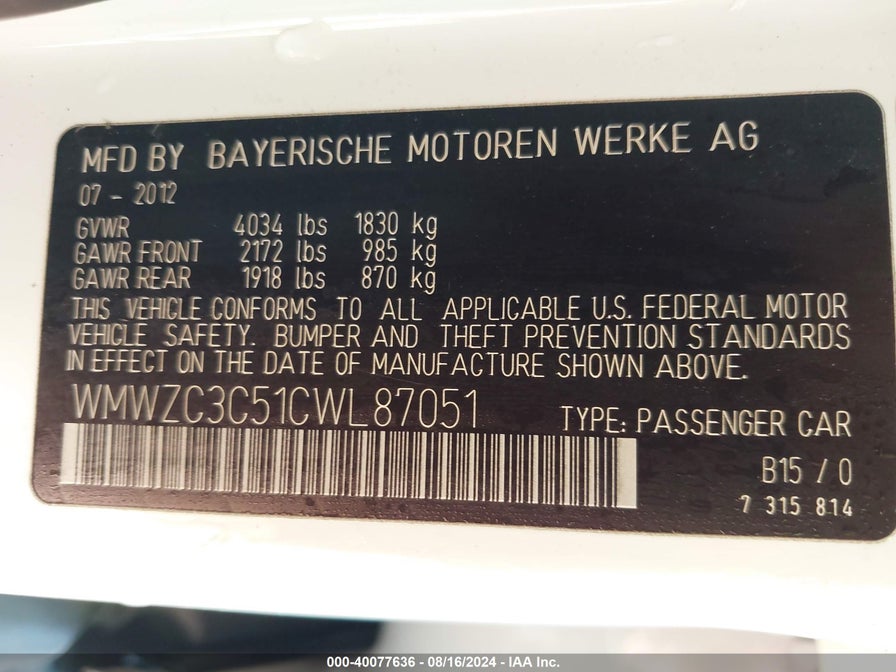 MFD BY BAYERISCHE MOTOREN WERKE AG
07 - 2012
GVWR 4034 lbs 1830 kg
GAWR FRONT 2172 lbs 985 kg
GAWR REAR 1918 lbs 870 kg
THIS VEHICLE CONFORMS TO ALL APPLICABLE U.S. FEDERAL MOTOR
VEHICLE SAFETY. BUMPER AND THEFT PREVENTION STANDARDS
IN EFFECT ON THE DATE OF MANUFACTURE SHOWN ABOVE.
WMWZC3C51CWL87051 TYPE: PASSENGER CAR
B15 / 0
7 315 814
000-40077636 - 08/16/2024 - IAA Inc.